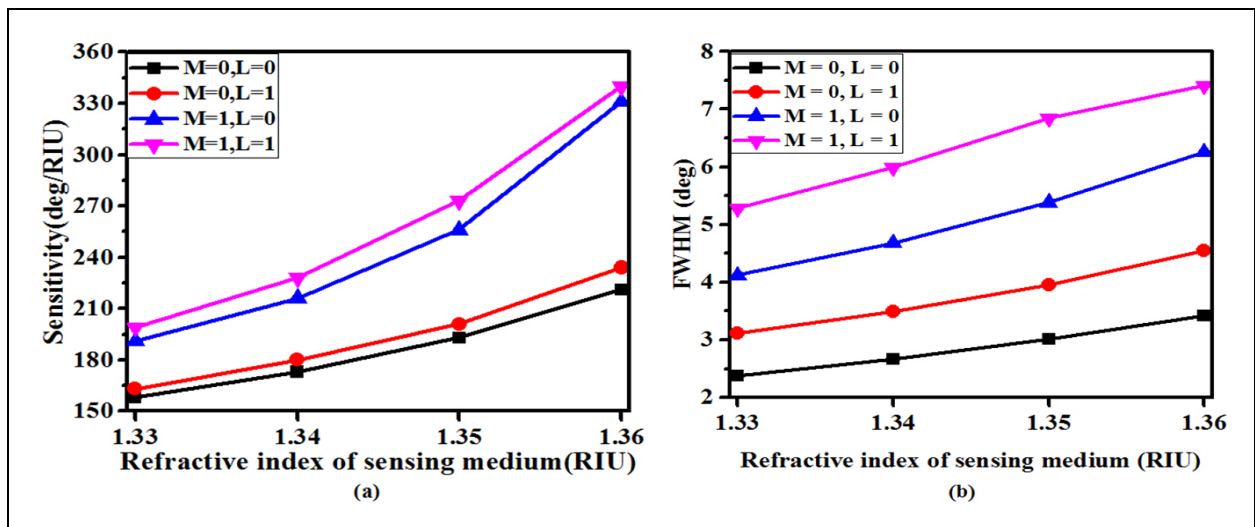 360
330
300
270
240
210
180
150
Sensitivity(deg/RIU)
M=0,L=0
M=0,L=1
M=1,L=0
M=1,L=1
1.33 1.34 1.35 1.36
Refractive index of sensing medium(RIU)
(a)
8
7
6
5
4
3
2
FWHM (deg)
M = 0, L = 0
M = 0, L = 1
M = 1, L = 0
M = 1, L = 1
1.33 1.34 1.35 1.36
Refractive index of sensing medium (RIU)
(b)